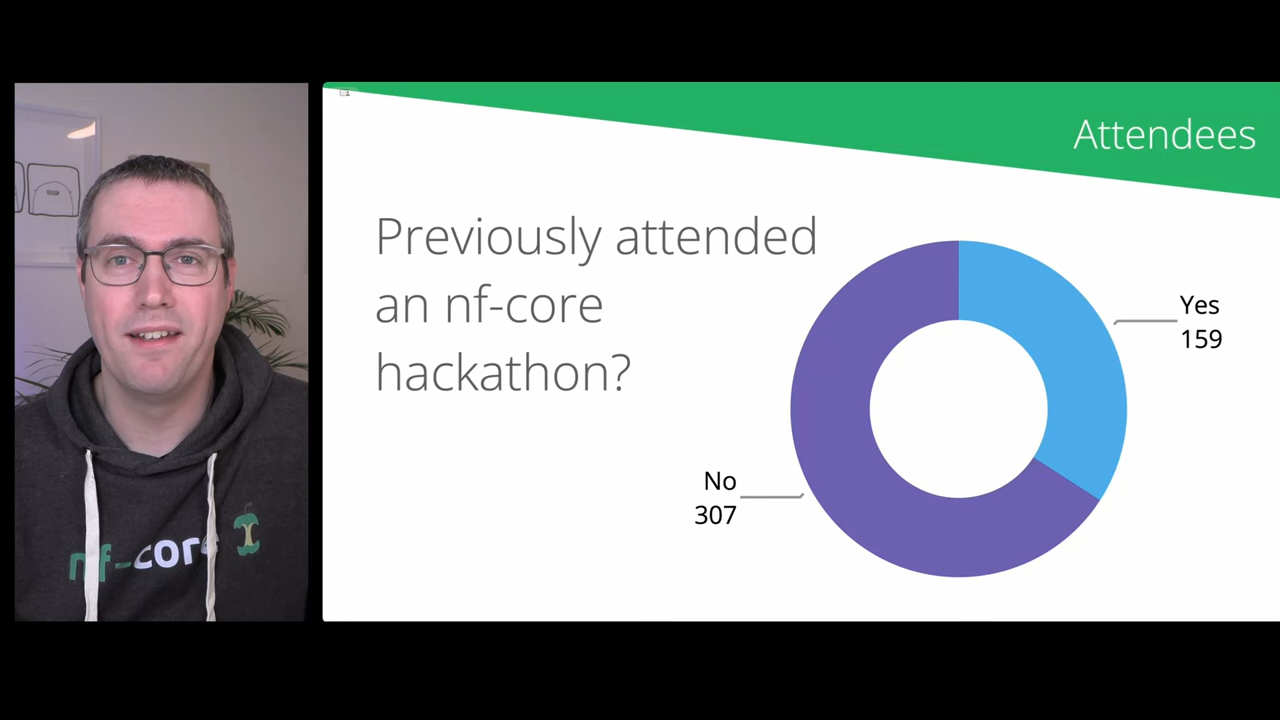 Attendees
Previously attended
an nf-core
hackathon?
Yes
159
No
307
nf-core